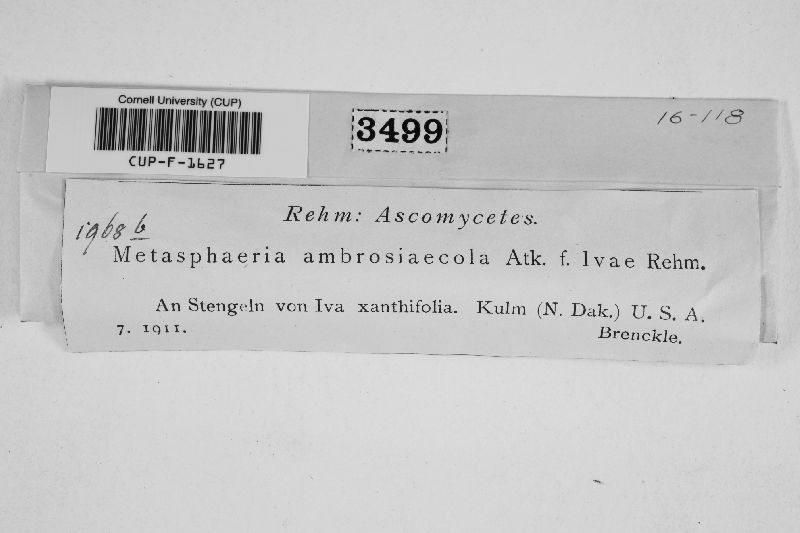 Cornell University (CUP)
CUP-F-1627
3499
16-118
1968 b
Rehm: Ascomycetes.
Metasphaeria ambrosiaecola Atk. f. Ivae Rehm.
An Stengeln von Iva xanthifolia. Kulm (N. Dak.) U. S. A.
7. 1911.
Brenckle.